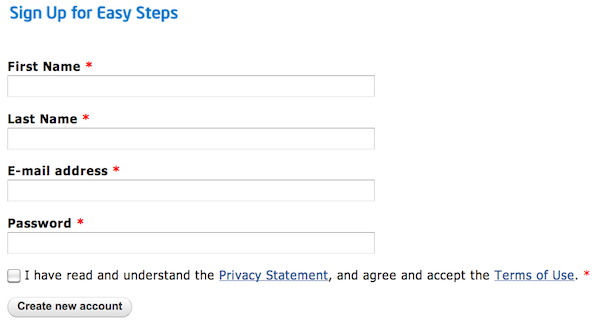 Sign Up for Easy Steps
First Name *
Last Name *
E-mail address *
Password *
I have read and understand the Privacy Statement, and agree and accept the Terms of Use. *
Create new account